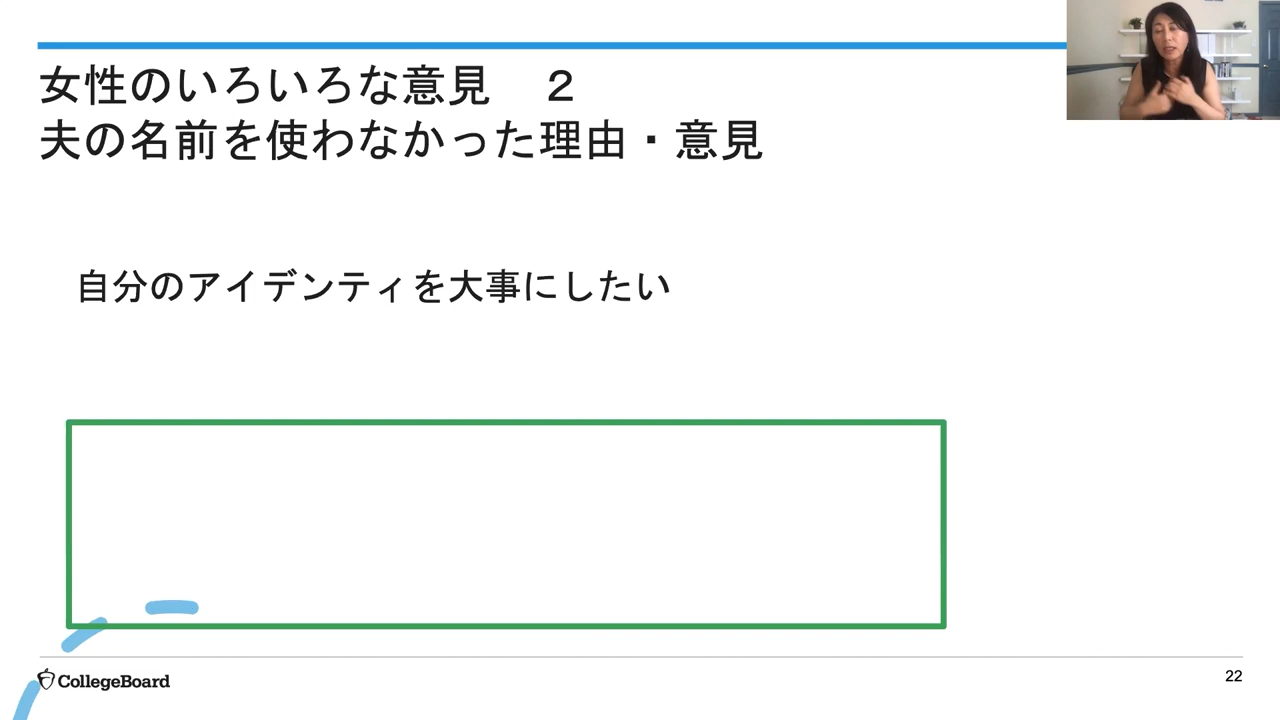 女性のいろいろな意見　２
夫の名前を使わなかった理由・意見
自分のアイデンティを大事にしたい
CollegeBoard
22